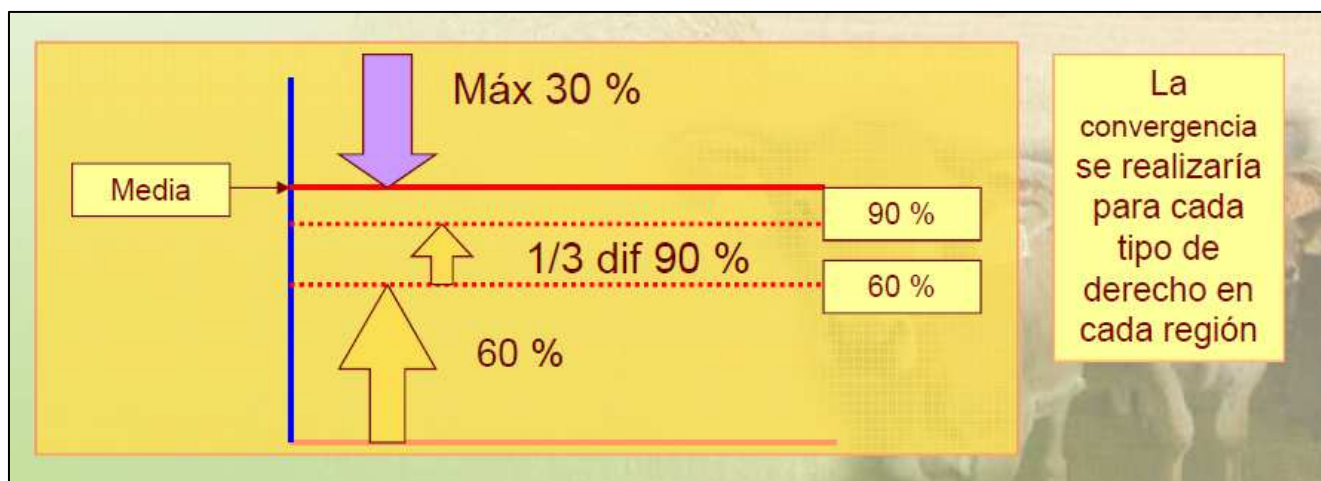 Máx 30 %
Media
90 %
1/3 dif 90 %
60 %
60 %
La
convergencia
se realizaría
para cada
tipo de
derecho en
cada región